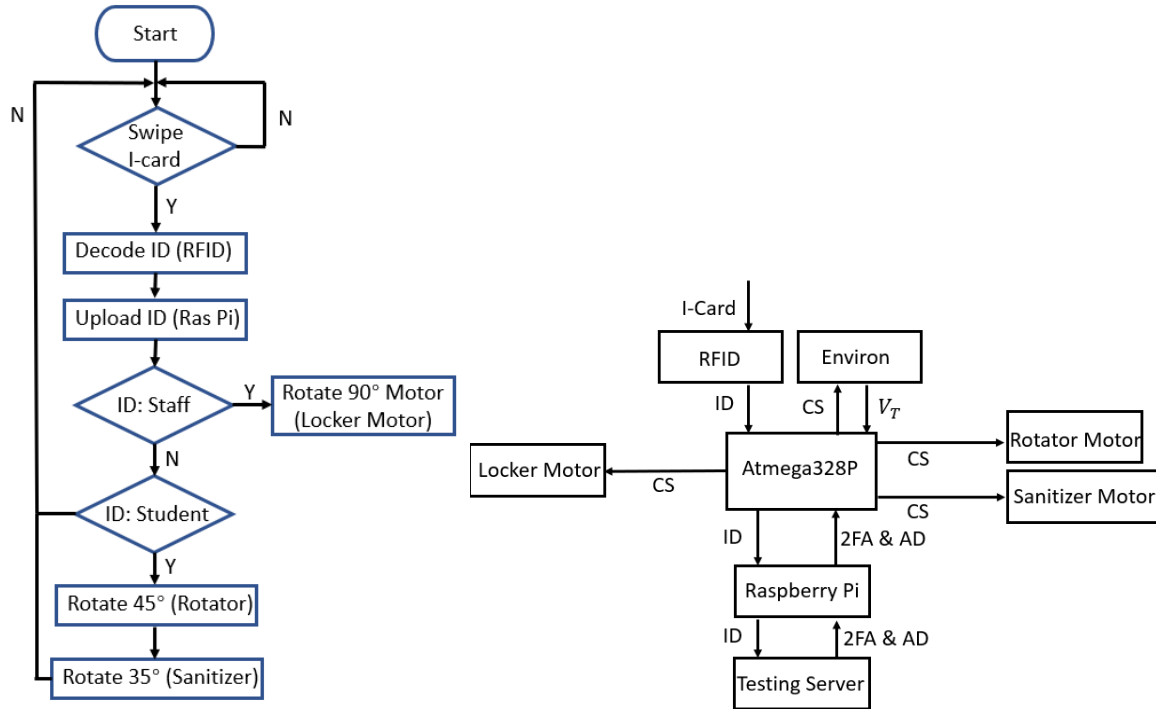 Start
N
N
Swipe
I-card
Y
Decode ID (RFID)
Upload ID (Ras Pi)
ID: Staff
Y
Rotate 90° Motor
(Locker Motor)
N
ID: Student
Y
Rotate 45° (Rotator)
Rotate 35° (Sanitizer)
I-Card
RFID
Environ
ID
CS
V_T
Locker Motor
CS
Atmega328P
CS
Rotator Motor
CS
Sanitizer Motor
ID
2FA & AD
Raspberry Pi
ID
2FA & AD
Testing Server